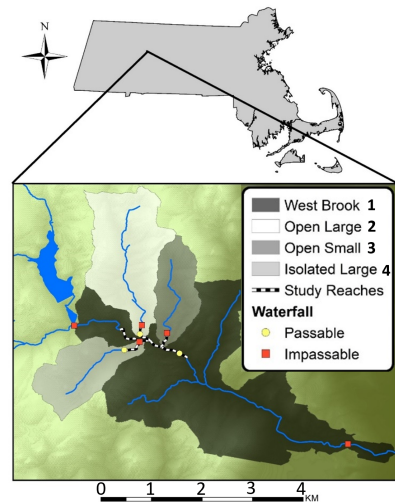 N
West Brook 1
Open Large 2
Open Small 3
Isolated Large 4
Study Reaches
Waterfall
Passable
Impassable
0 1 2 3 4
KM